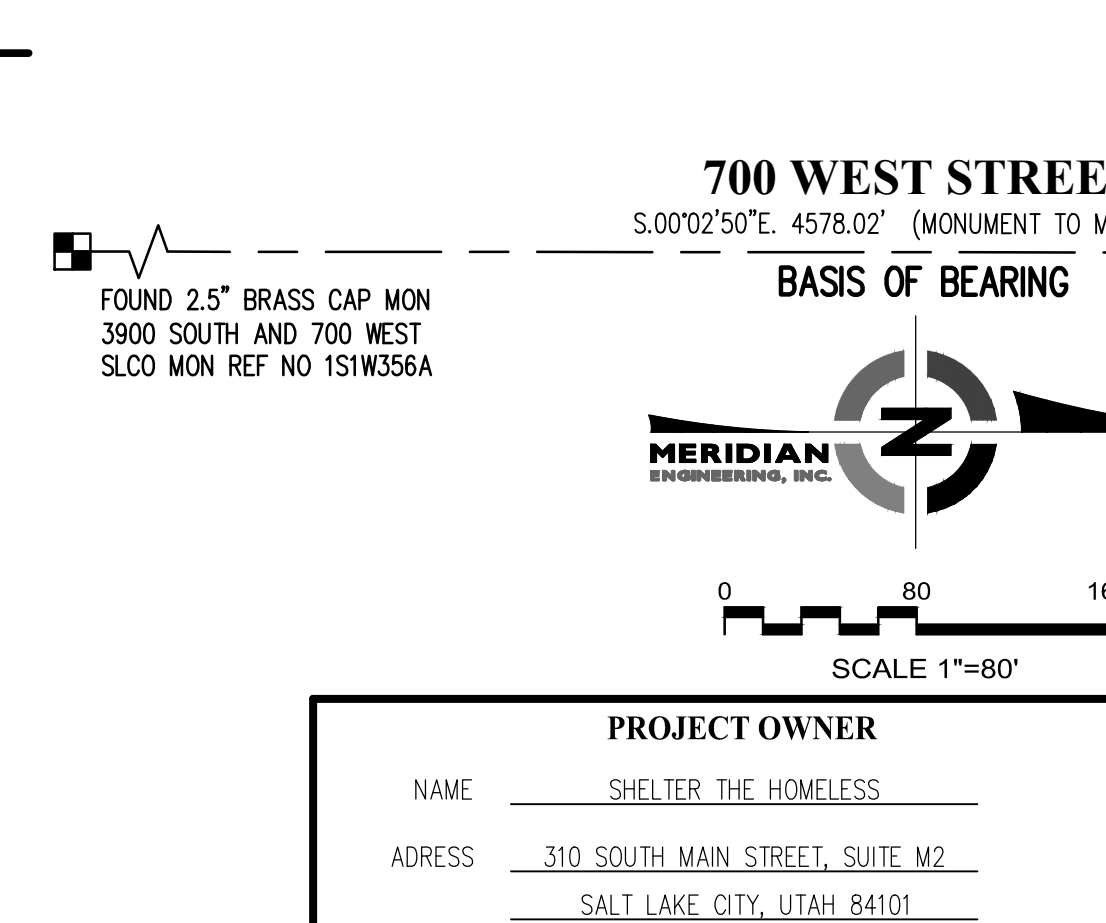 700 WEST STREE
S.00°02'50"E. 4578.02' (MONUMENT TO M
BASIS OF BEARING
FOUND 2.5" BRASS CAP MON
3900 SOUTH AND 700 WEST
SLCO MON REF NO 1S1W356A
N
MERIDIAN
ENGINEERING, INC.
0 80 16
SCALE 1"=80'
PROJECT OWNER
NAME SHELTER THE HOMELESS
ADRESS 310 SOUTH MAIN STREET, SUITE M2
SALT LAKE CITY, UTAH 84101